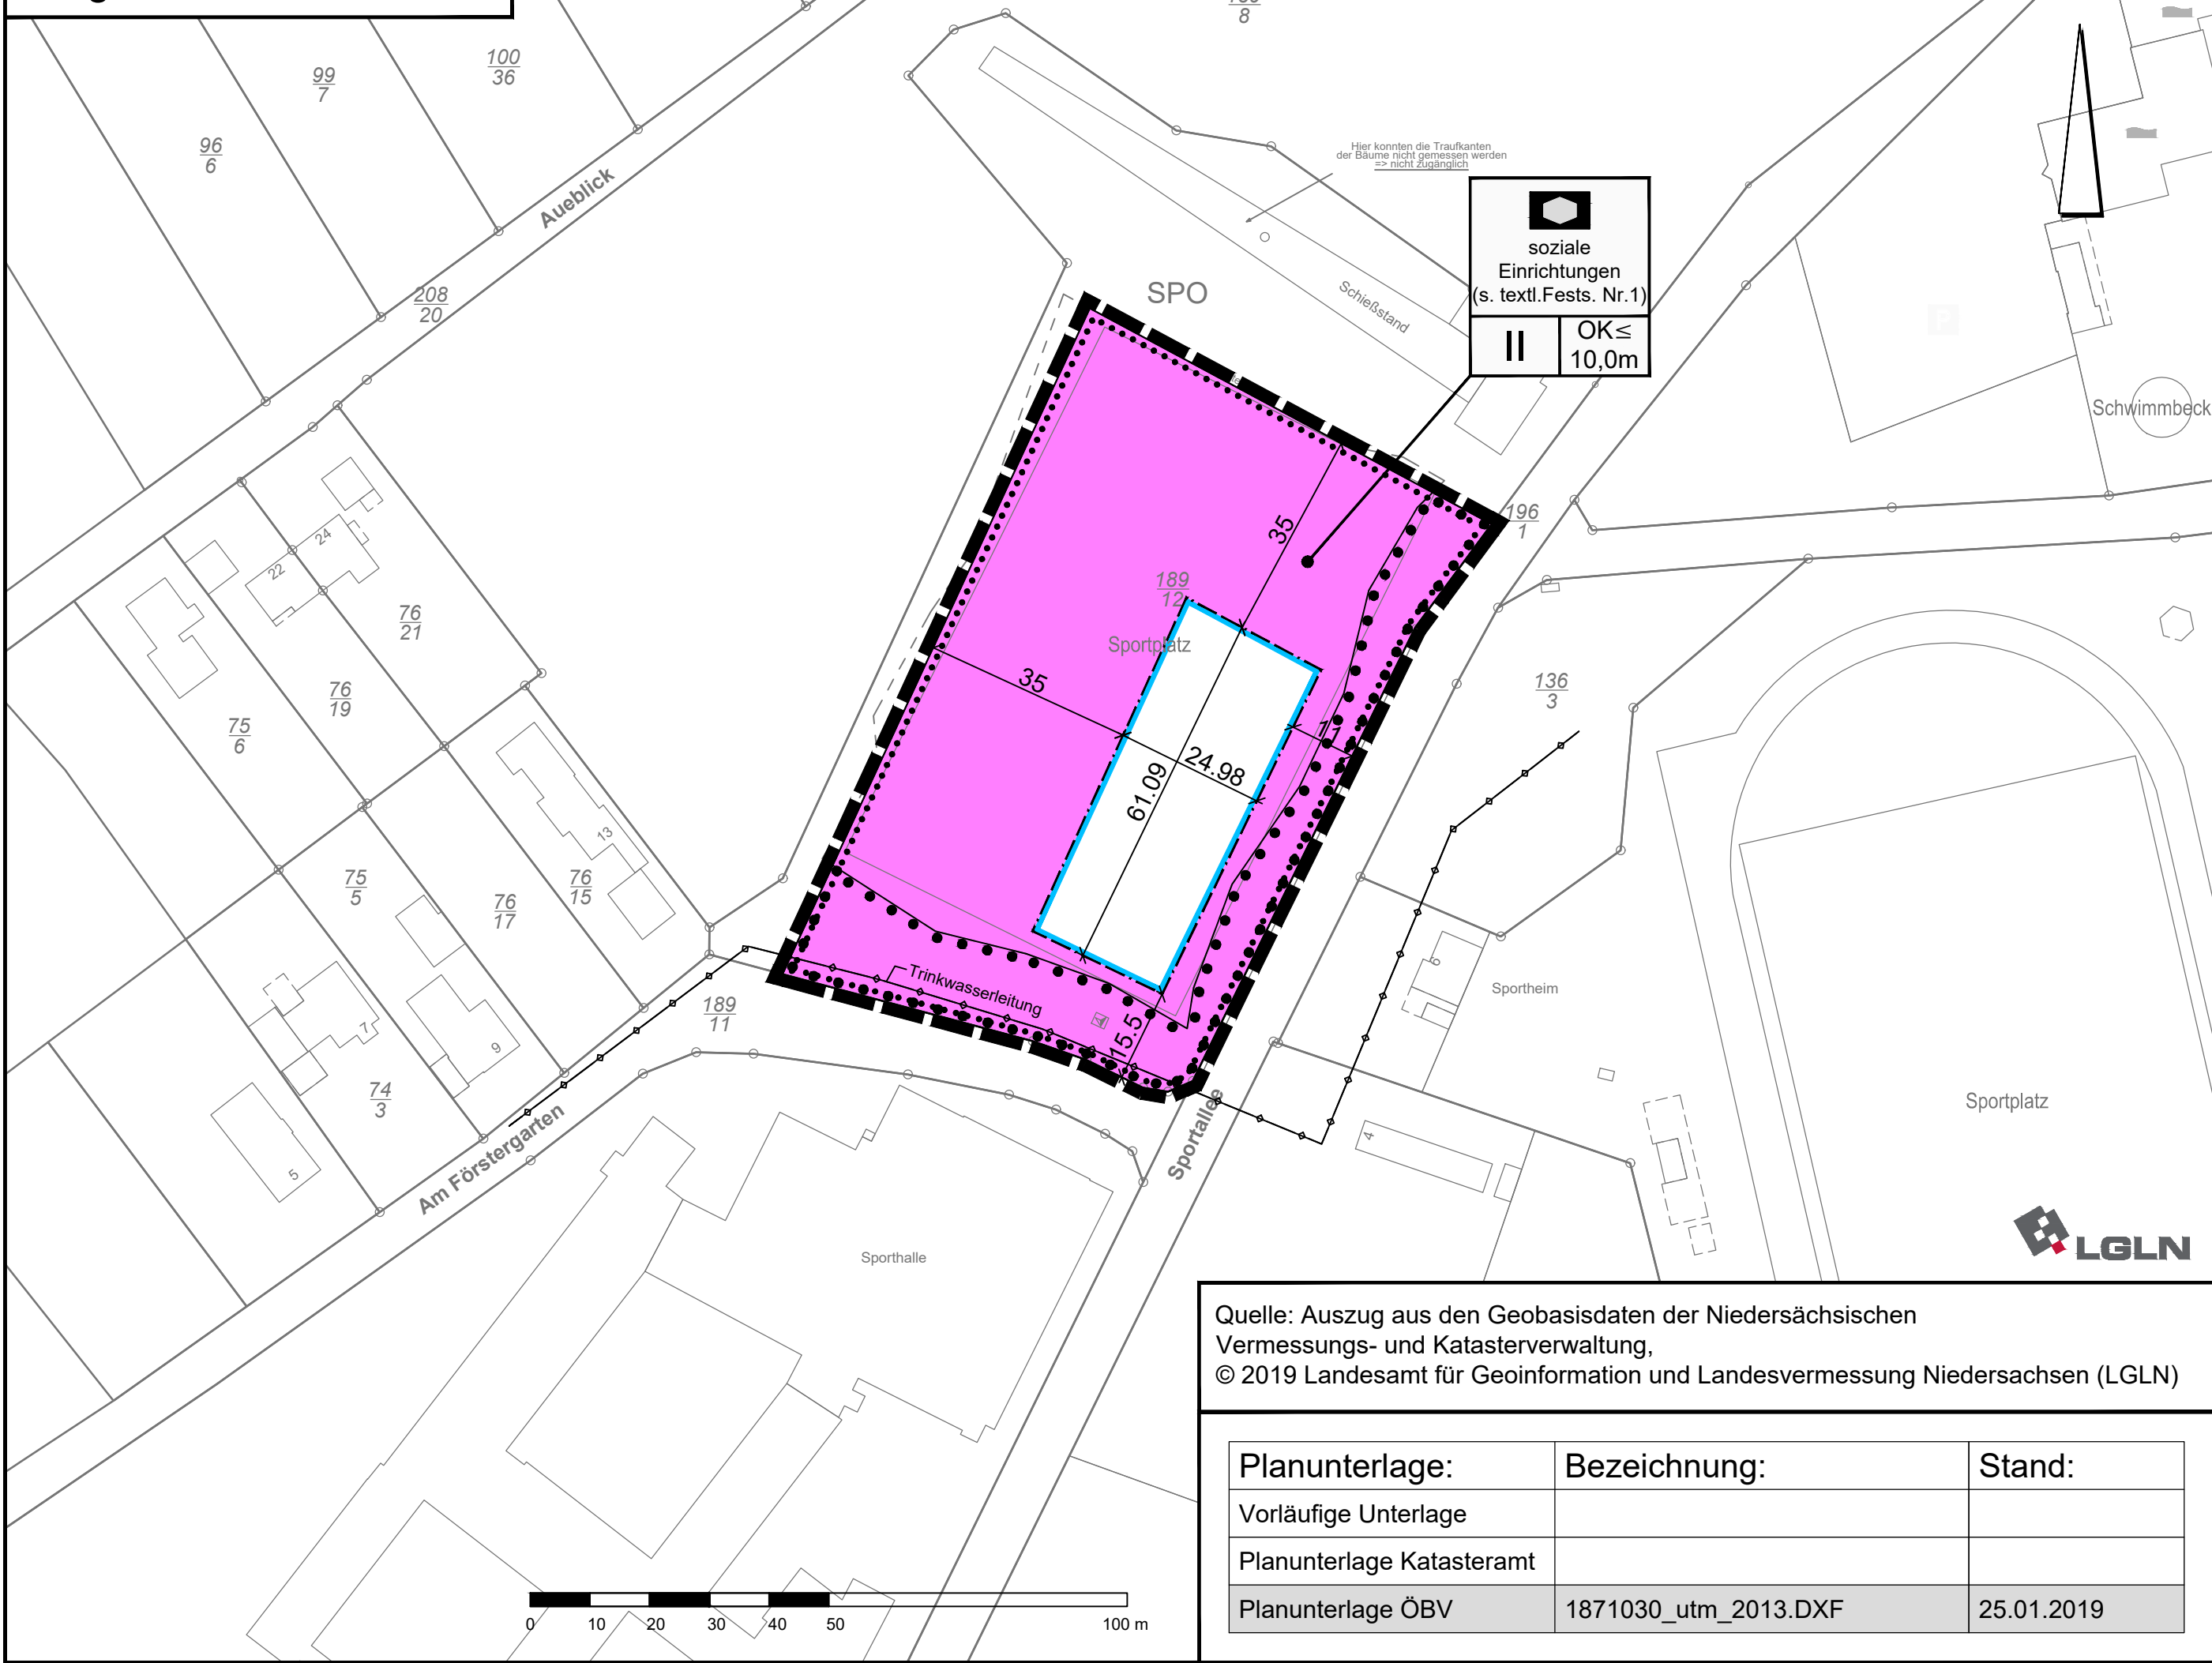 8
100
36
99
7
96
6
Aueblick
208
20
Hier konnten die Traufkanten
der Bäume nicht gemessen werden
=> nicht zugänglich
soziale
Einrichtungen
(s. textl.Fests. Nr.1)
II
OK≤
10,0m
SPO
Schießstand
Schwimmbeck
196
1
35
189
12
Sportplatz
35
11
24.98
61.09
15.5
Trinkwasserleitung
24
22
76
21
76
19
75
6
136
3
13
76
15
75
5
76
17
189
11
7
9
74
3
5
Am Förstergarten
6
Sportheim
Sportplatz
4
Sportallee
Sporthalle
LGLN
Quelle: Auszug aus den Geobasisdaten der Niedersächsischen
Vermessungs- und Katasterverwaltung,
© 2019 Landesamt für Geoinformation und Landesvermessung Niedersachsen (LGLN)
Planunterlage: Bezeichnung: Stand:
Vorläufige Unterlage
Planunterlage Katasteramt
Planunterlage ÖBV 1871030_utm_2013.DXF 25.01.2019
0 10 20 30 40 50 100 m